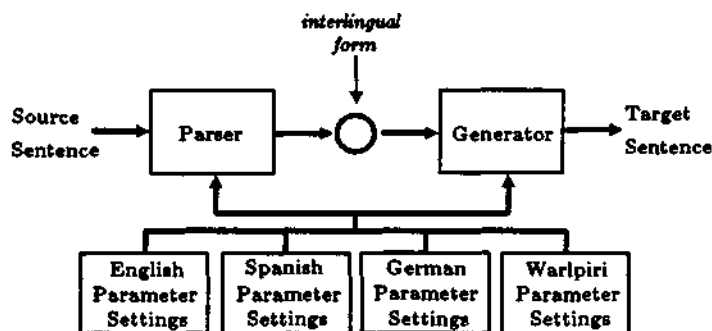 interlingual
form
Source
Sentence
Parser
Generator
Target
Sentence
English
Parameter
Settings
Spanish
Parameter
Settings
German
Parameter
Settings
Warlpiri
Parameter
Settings